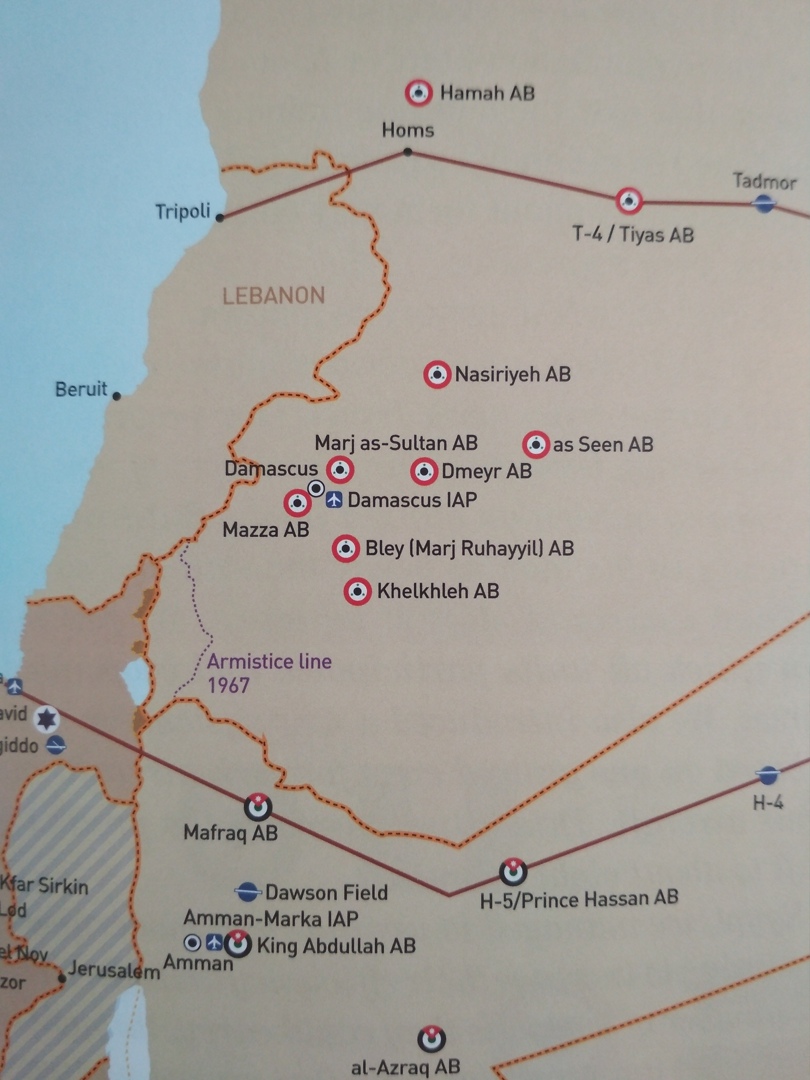 Hamah AB
Homs
Tadmor
Tripoli
T-4 / Tiyas AB
LEBANON
Nasiriyeh AB
Beruit
Marj as-Sultan AB
as Seen AB
Damascus
Dmeyr AB
Damascus IAP
Mazza AB
Bley (Marj Ruhayyil) AB
Khelkhleh AB
Armistice line
1967
avid
giddo
H-4
Mafraq AB
Kfar Sirkin
Dawson Field
H-5/Prince Hassan AB
Lod
Amman-Marka IAP
King Abdullah AB
el Nov
Amman
Jerusalem
zor
al-Azraq AB